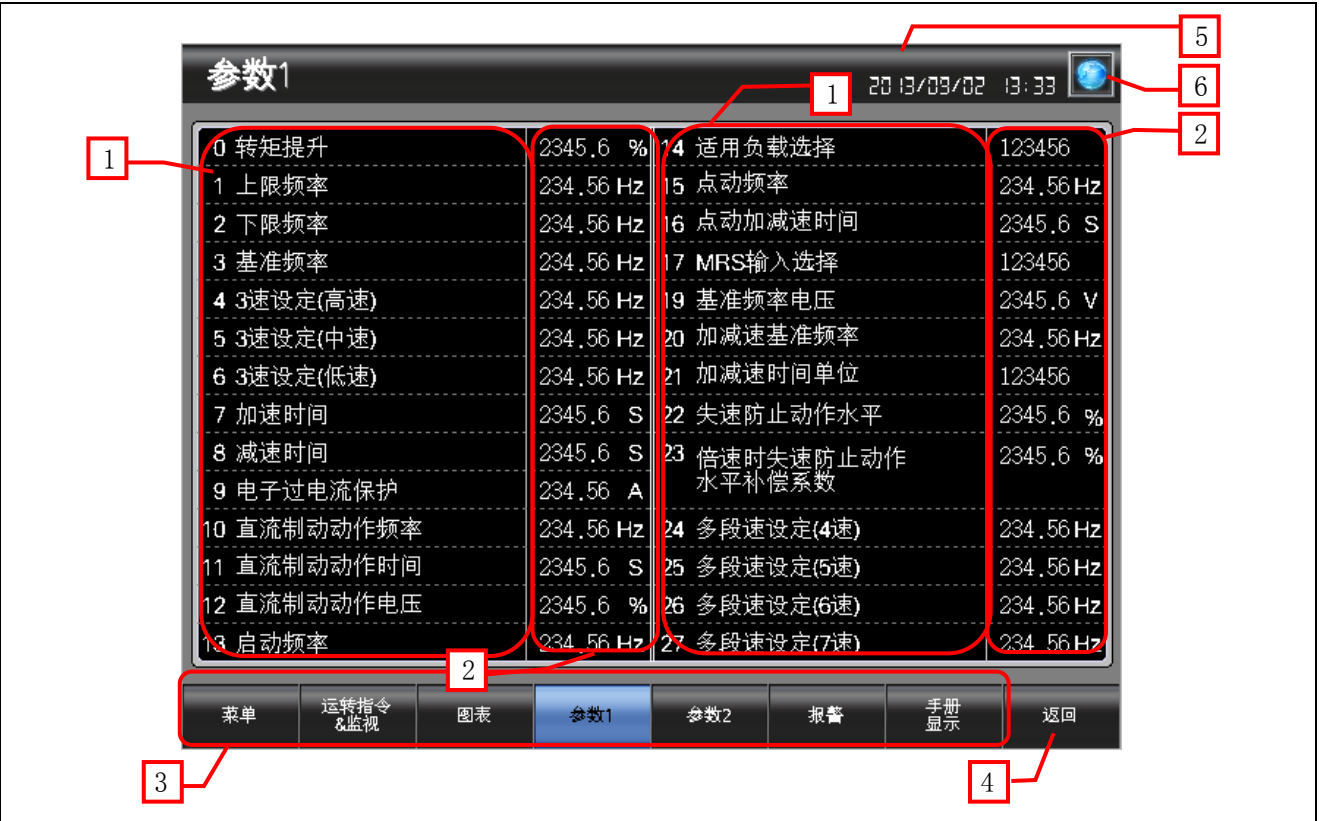 5
参数1
1
2013/09/02 13:33
6
1
2
0 转矩提升 2345.6 % 14 适用负载选择 123456
1 上限频率 234.56 Hz 15 点动频率 234.56 Hz
2 下限频率 234.56 Hz 16 点动加减速时间 2345.6 S
3 基准频率 234.56 Hz 17 MRS输入选择 123456
4 3速设定(高速) 234.56 Hz 19 基准频率电压 2345.6 V
5 3速设定(中速) 234.56 Hz 20 加减速基准频率 234.56 Hz
6 3速设定(低速) 234.56 Hz 21 加减速时间单位 123456
7 加速时间 2345.6 S 22 失速防止动作水平 2345.6 %
8 减速时间 2345.6 S 23 倍速时失速防止动作 2345.6 %
水平补偿系数
9 电子过电流保护 234.56 A
10 直流制动动作频率 234.56 Hz 24 多段速设定(4速) 234.56 Hz
11 直流制动动作时间 2345.6 S 25 多段速设定(5速) 234.56 Hz
12 直流制动动作电压 2345.6 % 26 多段速设定(6速) 234.56 Hz
13 启动频率 234.56 Hz 27 多段速设定(7速) 234.56 Hz
2
菜单
运转指令
&监视
图表
参数1
参数2
报警
手册
显示
返回
3
4